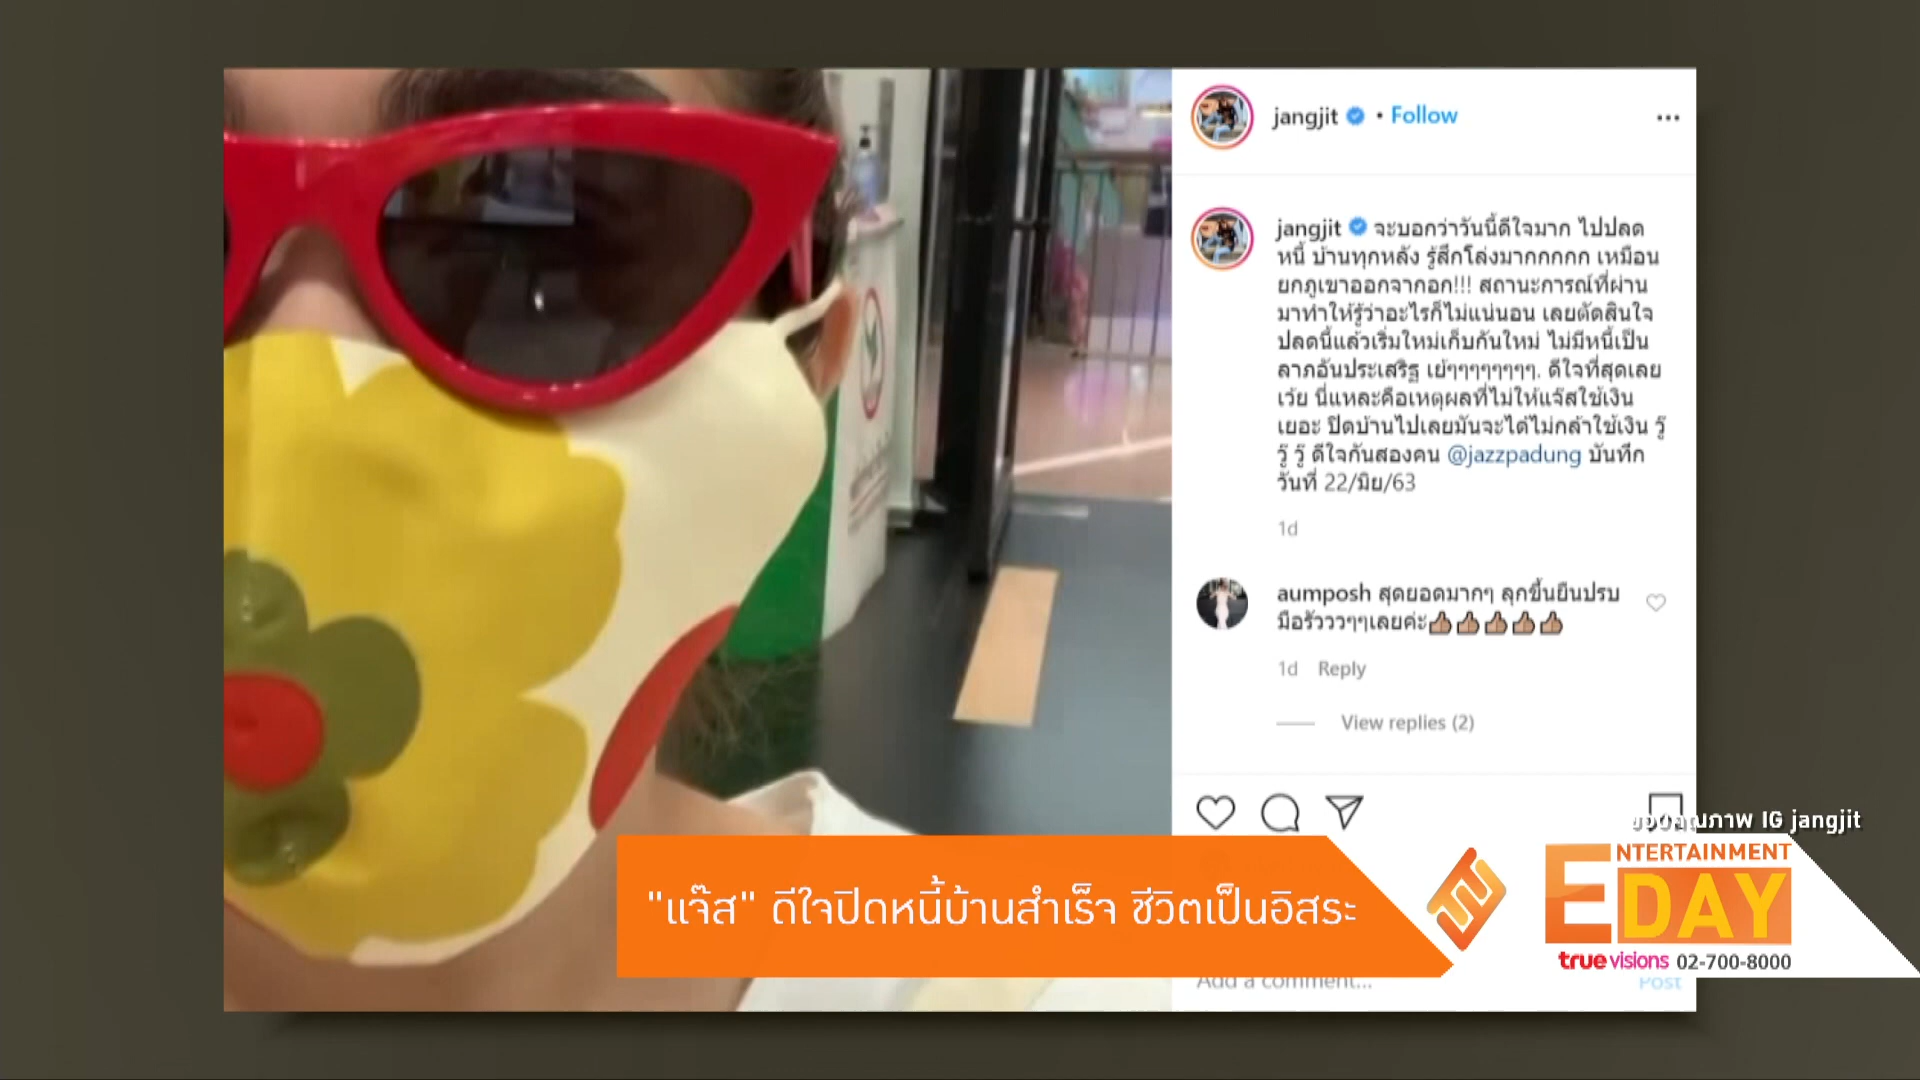 jangjit • Follow
jangjit จะบอกว่าวันนี้ดีใจมาก ไปปลด
หนี้ บ้านทุกหลัง รู้สึกโล่งมากกกกก เหมือน
ยกภูเขาออกจากอก!!! สถานะการณ์ที่ผ่าน
มาทำให้รู้ว่าอะไรก็ไม่แน่นอน เลยตัดสินใจ
ปลดนี้แล้วเริ่มใหม่เก็บกันใหม่ ไม่มีหนี้เป็น
ลาภอันประเสริฐ เย้ๆๆๆๆๆๆๆๆ. ดีใจที่สุดเลย
เว้ย นี่แหละคือเหตุผลที่ไม่ให้แจ๊สใช้เงิน
เยอะ ปิดบ้านไปเลยมันจะได้ไม่กล้าใช้เงิน วู๊
วู๊ วู๊ ดีใจกันสองคน @jazzpadung บันทึก
วันที่ 22/มิย/63
1d
aumposh สุดยอดมากๆ ลุกขึ้นยืนปรบ
มือรัวววๆๆเลยค่ะ👍🏽👍🏽👍🏽👍🏽👍🏽
1d Reply
View replies (2)
ขอบคุณภาพ IG jangjit
"แจ๊ส" ดีใจปิดหนี้บ้านสำเร็จ ชีวิตเป็นอิสระ
ENTERTAINMENT
DAY
truevisions 02-700-8000
Add a comment...
Post